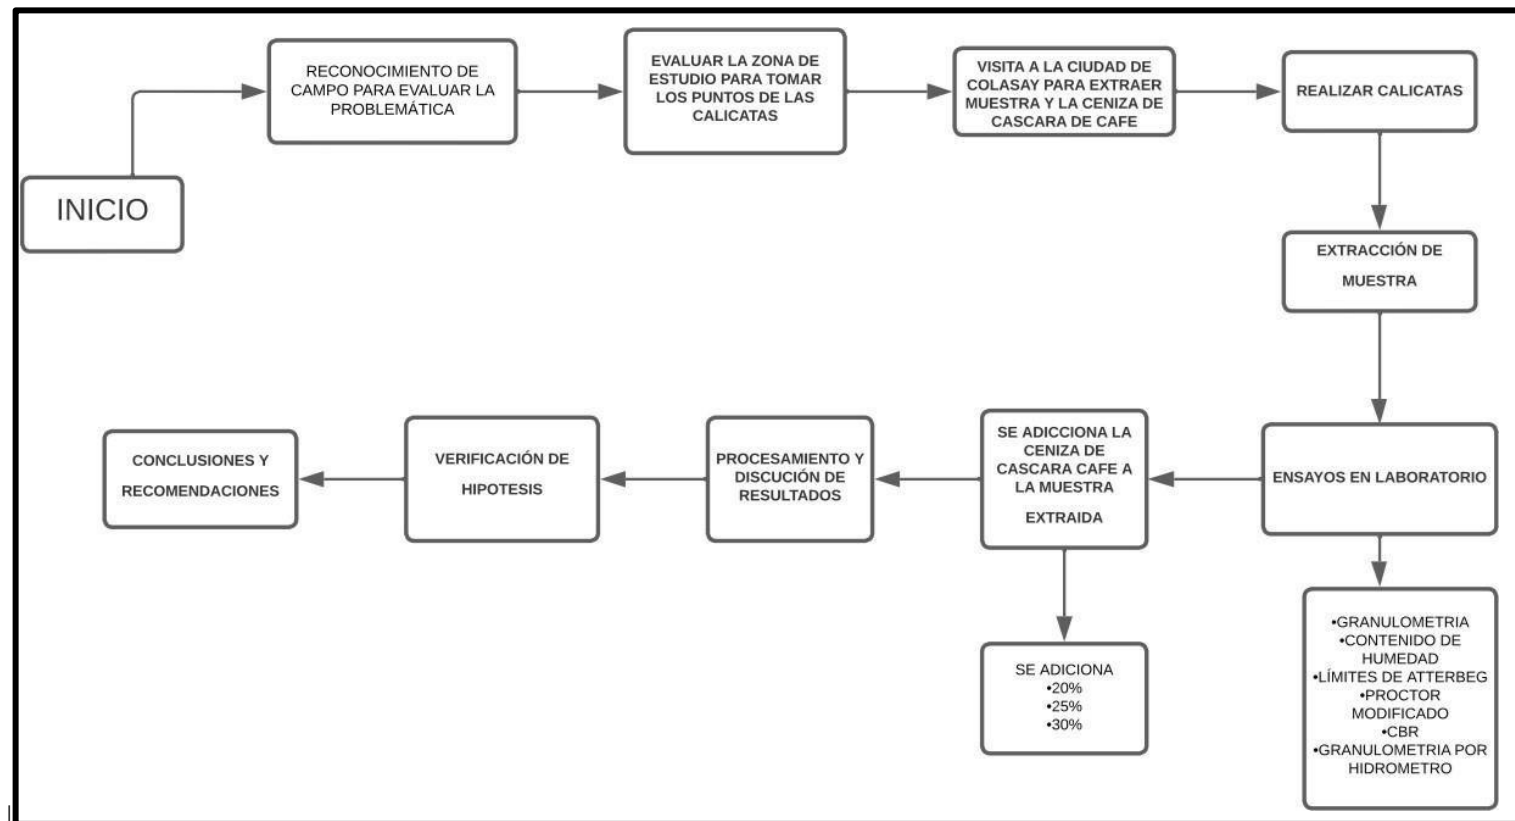 INICIO
RECONOCIMIENTO DE
CAMPO PARA EVALUAR LA
PROBLEMÁTICA
EVALUAR LA ZONA DE
ESTUDIO PARA TOMAR
LOS PUNTOS DE LAS
CALICATAS
VISITA A LA CIUDAD DE
COLASAY PARA EXTRAER
MUESTRA Y LA CENIZA DE
CASCARA DE CAFE
REALIZAR CALICATAS
EXTRACCIÓN DE
MUESTRA
ENSAYOS EN LABORATORIO
•GRANULOMETRIA
•CONTENIDO DE
HUMEDAD
•LÍMITES DE ATTERBEG
•PROCTOR
MODIFICADO
•CBR
•GRANULOMETRIA POR
HIDROMETRO
SE ADICCIONA LA
CENIZA DE
CASCARA CAFE A
LA MUESTRA
EXTRAIDA
SE ADICIONA
•20%
•25%
•30%
PROCESAMIENTO Y
DISCUCIÓN DE
RESULTADOS
VERIFICACIÓN DE
HIPOTESIS
CONCLUSIONES Y
RECOMENDACIONES